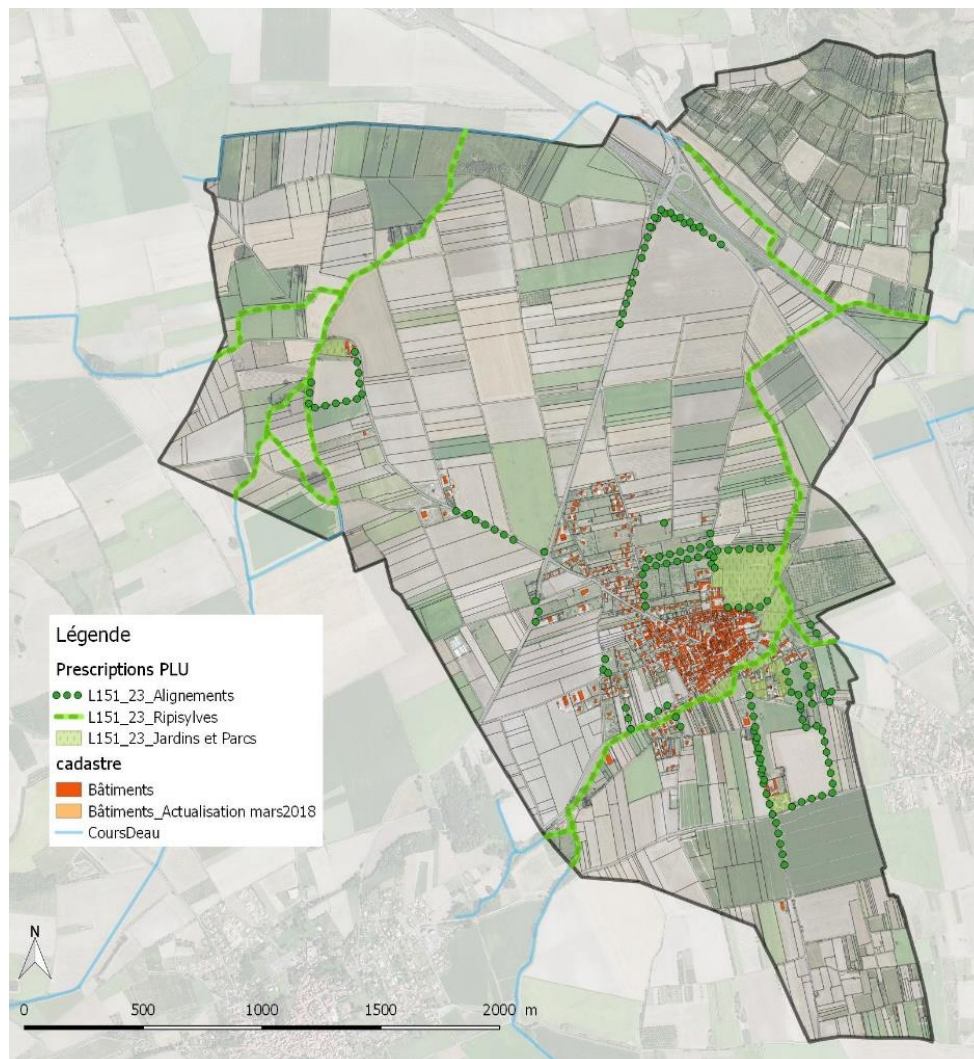 Légende
Prescriptions PLU
L151_23_Alignements
L151_23_Ripisylves
L151_23_Jardins et Parcs
cadastre
Bâtiments
Bâtiments_Actualisation mars2018
CoursDeau
N
0 500 1000 1500 2000 m